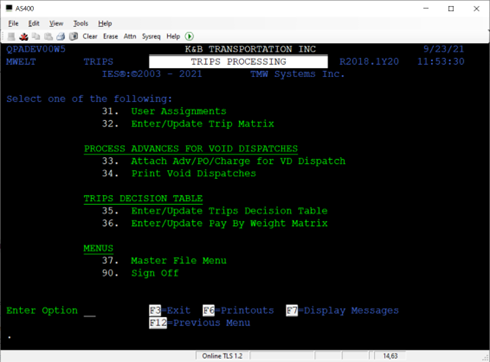 AS400
File Edit View Tools Help
Clear Erase Attn Sysreq Help
QPADEV00W5 K&B TRANSPORTATION INC 9/23/21
MWELT TRIPS TRIPS PROCESSING R2018.1Y20 11:53:30
IES®:©2003 - 2021 TMW Systems Inc.
Select one of the following:
31. User Assignments
32. Enter/Update Trip Matrix
PROCESS ADVANCES FOR VOID DISPATCHES
33. Attach Adv/PO/Charge for VD Dispatch
34. Print Void Dispatches
TRIPS DECISION TABLE
35. Enter/Update Trips Decision Table
36. Enter/Update Pay By Weight Matrix
MENUS
37. Master File Menu
90. Sign Off
Enter Option __ F3=Exit F6=Printouts F7=Display Messages
F12=Previous Menu
.
Online TLS 1.2 14,63